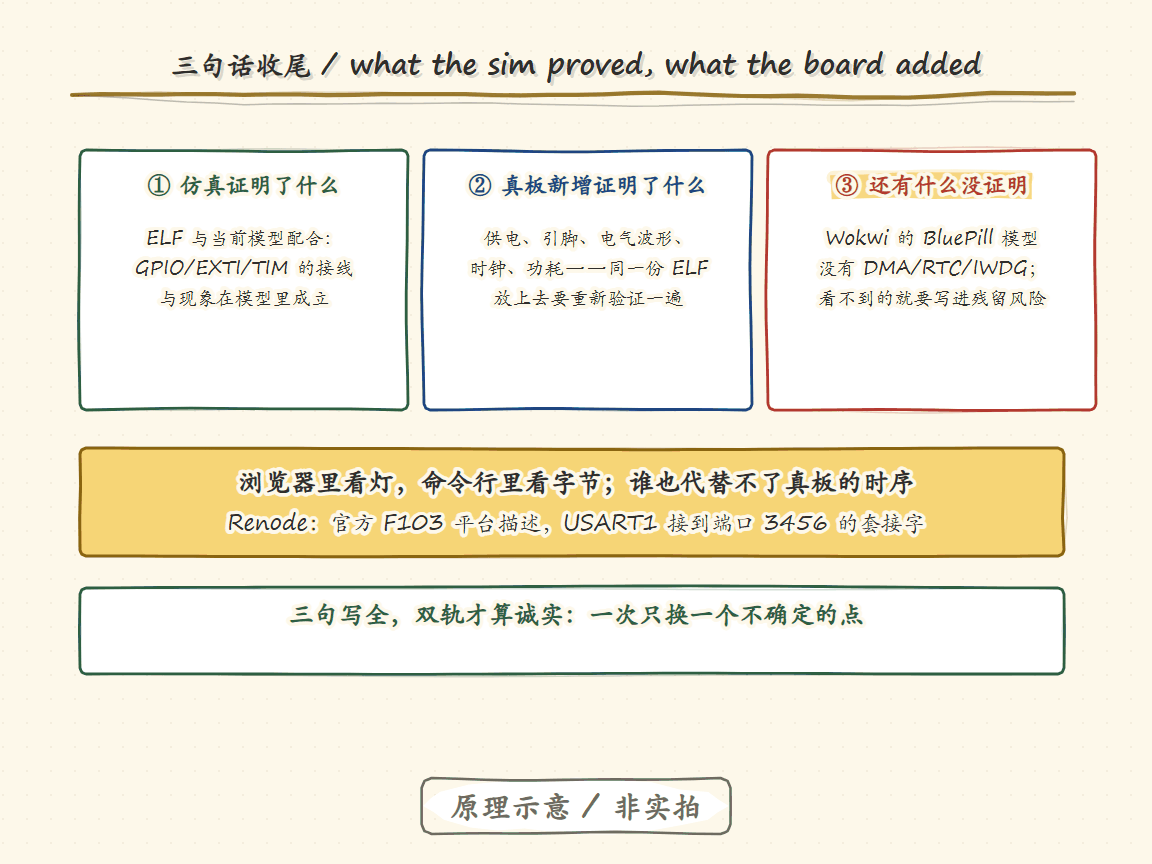 三句话收尾 / what the sim proved, what the board added
① 仿真证明了什么
ELF 与当前模型配合：
GPIO/EXTI/TIM 的接线
与现象在模型里成立
② 真板新增证明了什么
供电、引脚、电气波形、
时钟、功耗——同一份 ELF
放上去要重新验证一遍
③ 还有什么没证明
Wokwi 的 BluePill 模型
没有 DMA/RTC/IWDG；
看不到的就要写进残留风险
浏览器里看灯，命令行里看字节；谁也代替不了真板的时序
Renode：官方 F103 平台描述，USART1 接到端口 3456 的套接字
三句写全，双轨才算诚实：一次只换一个不确定的点
原理示意 / 非实拍